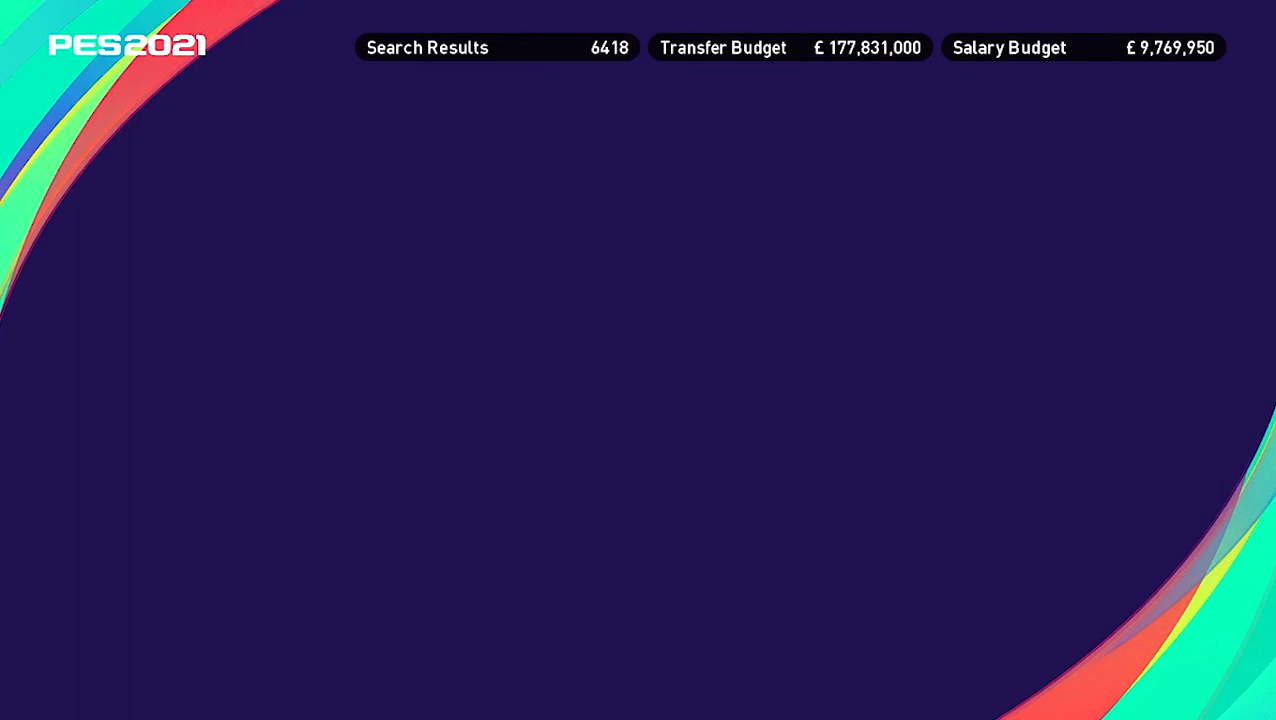 PES2021
Search Results 6418 Transfer Budget £ 177,831,000 Salary Budget £ 9,769,950